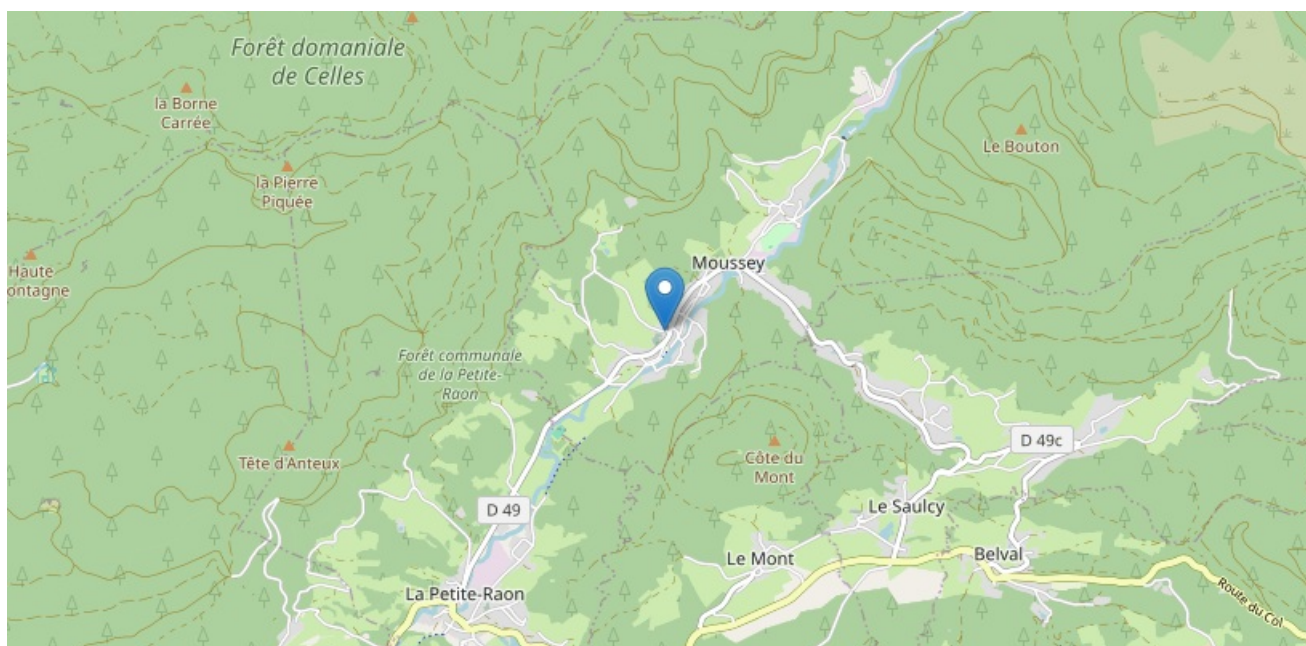 Forêt domaniale
de Celles
la Borne
Carrée
Le Bouton
la Pierre
Piquée
Moussey
Haute
ontagne
Forêt communale
de la Petite-
Raon
D 49c
Tête d'Anteux
Côte du
Mont
D 49
Le Saulcy
Le Mont
Belval
La Petite-Raon
Route du Col